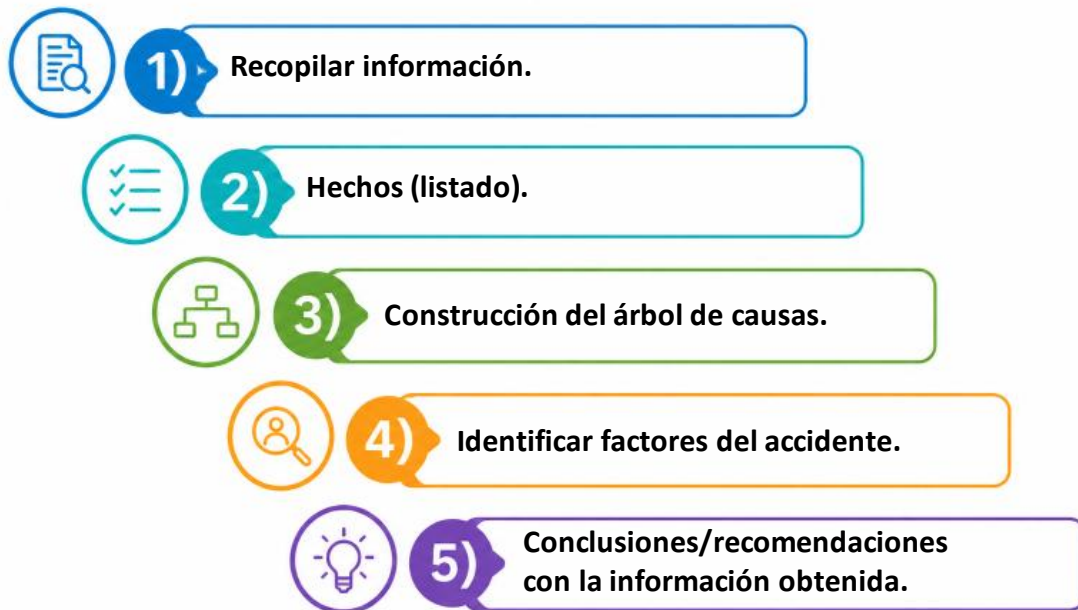 1) Recopilar información.
2) Hechos (listado).
3) Construcción del árbol de causas.
4) Identificar factores del accidente.
5) Conclusiones/recomendaciones
con la información obtenida.